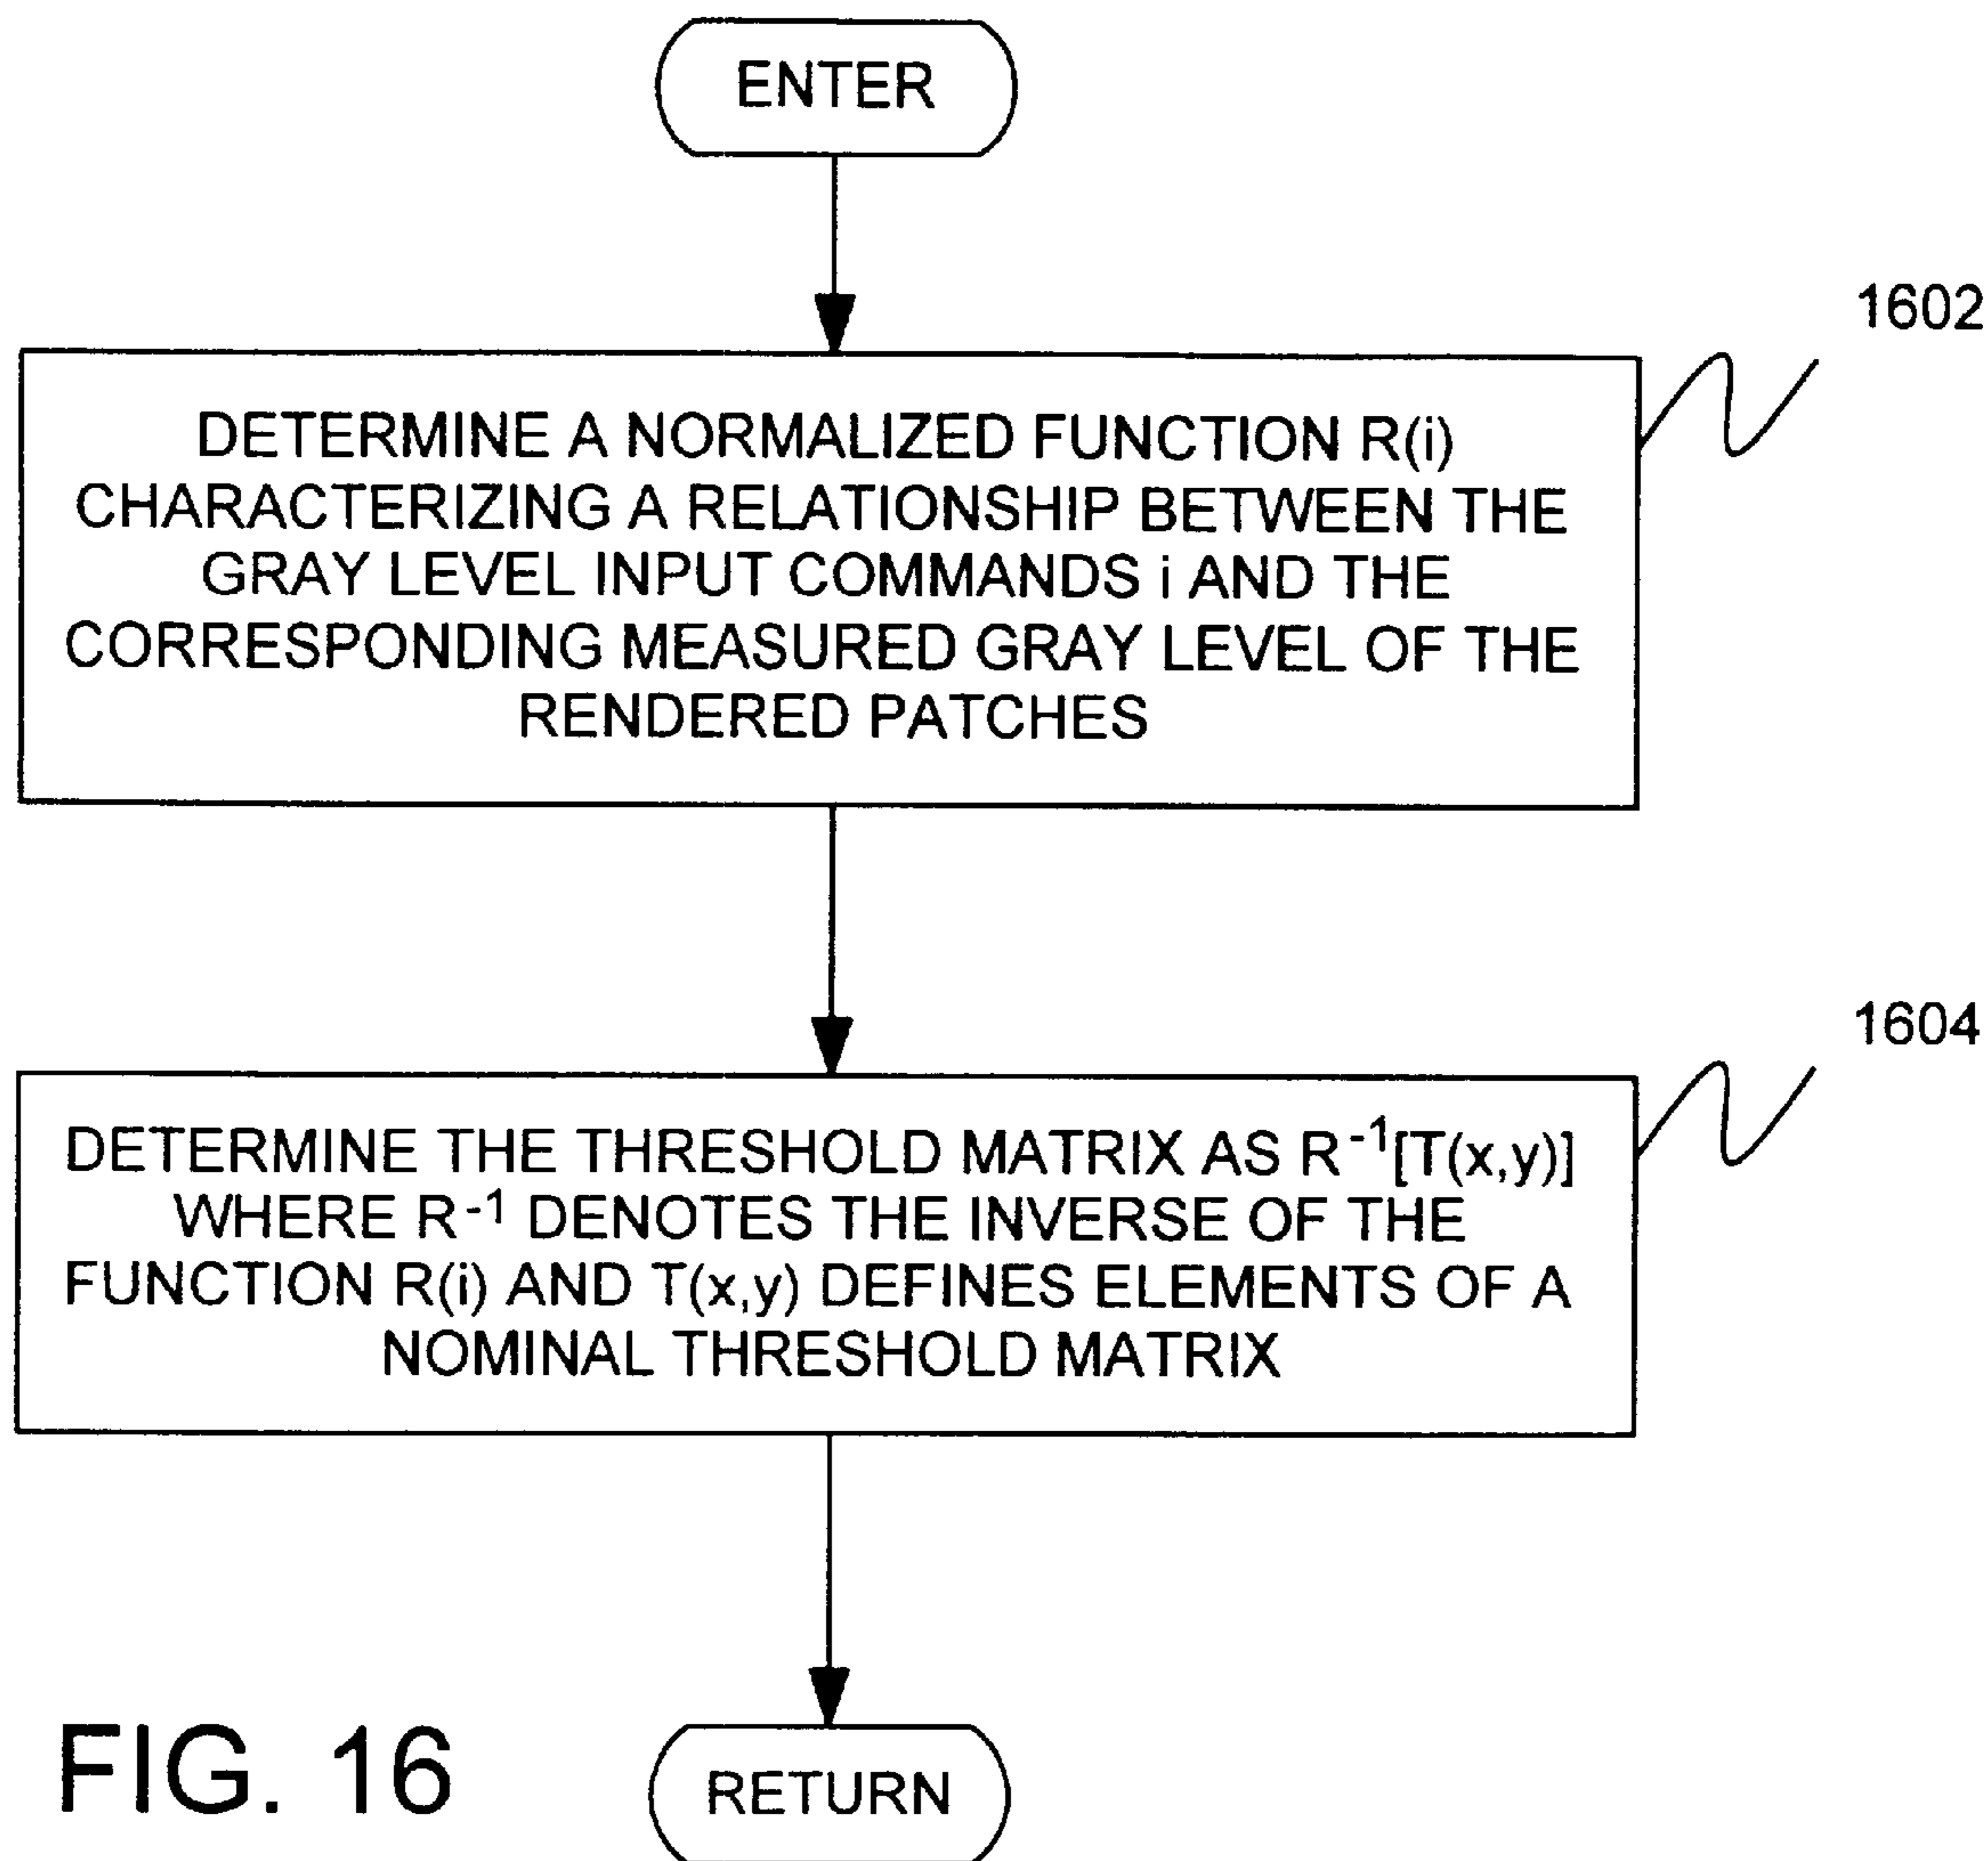 ENTER
1602
DETERMINE A NORMALIZED FUNCTION R(i)
CHARACTERIZING A RELATIONSHIP BETWEEN THE
GRAY LEVEL INPUT COMMANDS i AND THE
CORRESPONDING MEASURED GRAY LEVEL OF THE
RENDERED PATCHES
1604
DETERMINE THE THRESHOLD MATRIX AS R⁻¹[T(x,y)]
WHERE R⁻¹ DENOTES THE INVERSE OF THE
FUNCTION R(i) AND T(x,y) DEFINES ELEMENTS OF A
NOMINAL THRESHOLD MATRIX
FIG. 16
RETURN